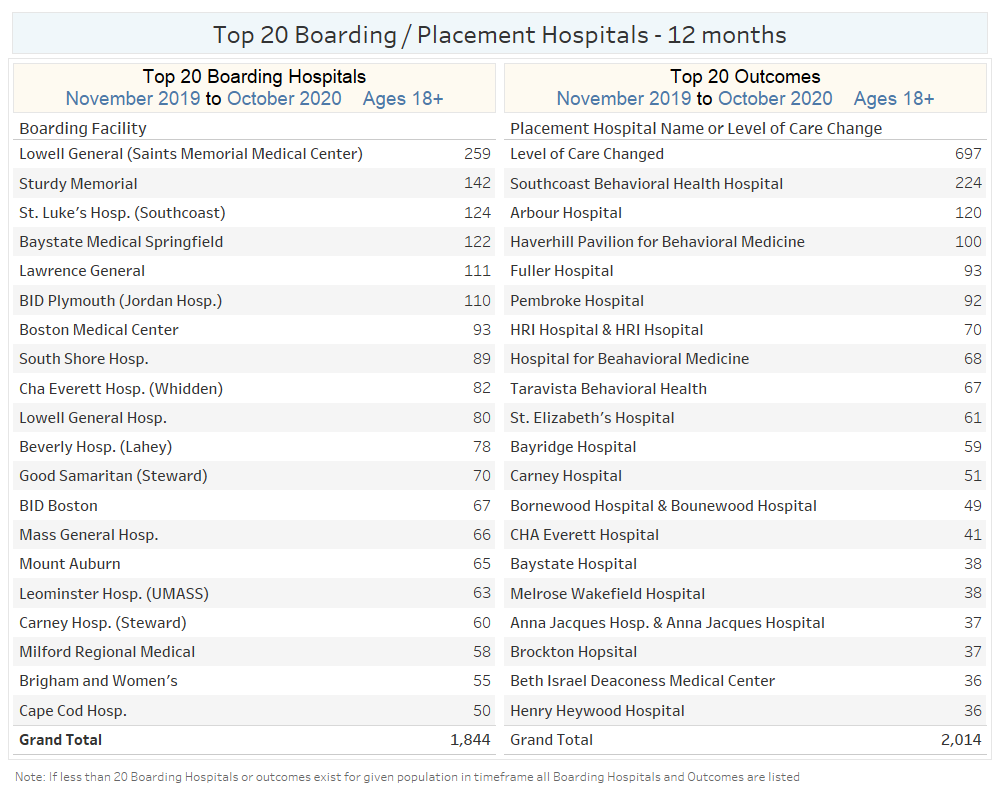 Top 20 Boarding / Placement Hospitals - 12 months
Top 20 Boarding Hospitals
November 2019 to October 2020 Ages 18+
Boarding Facility
Lowell General (Saints Memorial Medical Center) 259
Sturdy Memorial 142
St. Luke's Hosp. (Southcoast) 124
Baystate Medical Springfield 122
Lawrence General 111
BID Plymouth (Jordan Hosp.) 110
Boston Medical Center 93
South Shore Hosp. 89
Cha Everett Hosp. (Whidden) 82
Lowell General Hosp. 80
Beverly Hosp. (Lahey) 78
Good Samaritan (Steward) 70
BID Boston 67
Mass General Hosp. 66
Mount Auburn 65
Leominster Hosp. (UMASS) 63
Carney Hosp. (Steward) 60
Milford Regional Medical 58
Brigham and Women's 55
Cape Cod Hosp. 50
Grand Total 1,844
Top 20 Outcomes
November 2019 to October 2020 Ages 18+
Placement Hospital Name or Level of Care Change
Level of Care Changed 697
Southcoast Behavioral Health Hospital 224
Arbour Hospital 120
Haverhill Pavilion for Behavioral Medicine 100
Fuller Hospital 93
Pembroke Hospital 92
HRI Hospital & HRI Hsopital 70
Hospital for Beahavioral Medicine 68
Taravista Behavioral Health 67
St. Elizabeth's Hospital 61
Bayridge Hospital 59
Carney Hospital 51
Bornewood Hospital & Bounewood Hospital 49
CHA Everett Hospital 41
Baystate Hospital 38
Melrose Wakefield Hospital 38
Anna Jacques Hosp. & Anna Jacques Hospital 37
Brockton Hopsital 37
Beth Israel Deaconess Medical Center 36
Henry Heywood Hospital 36
Grand Total 2,014
Note: If less than 20 Boarding Hospitals or outcomes exist for given population in timeframe all Boarding Hospitals and Outcomes are listed